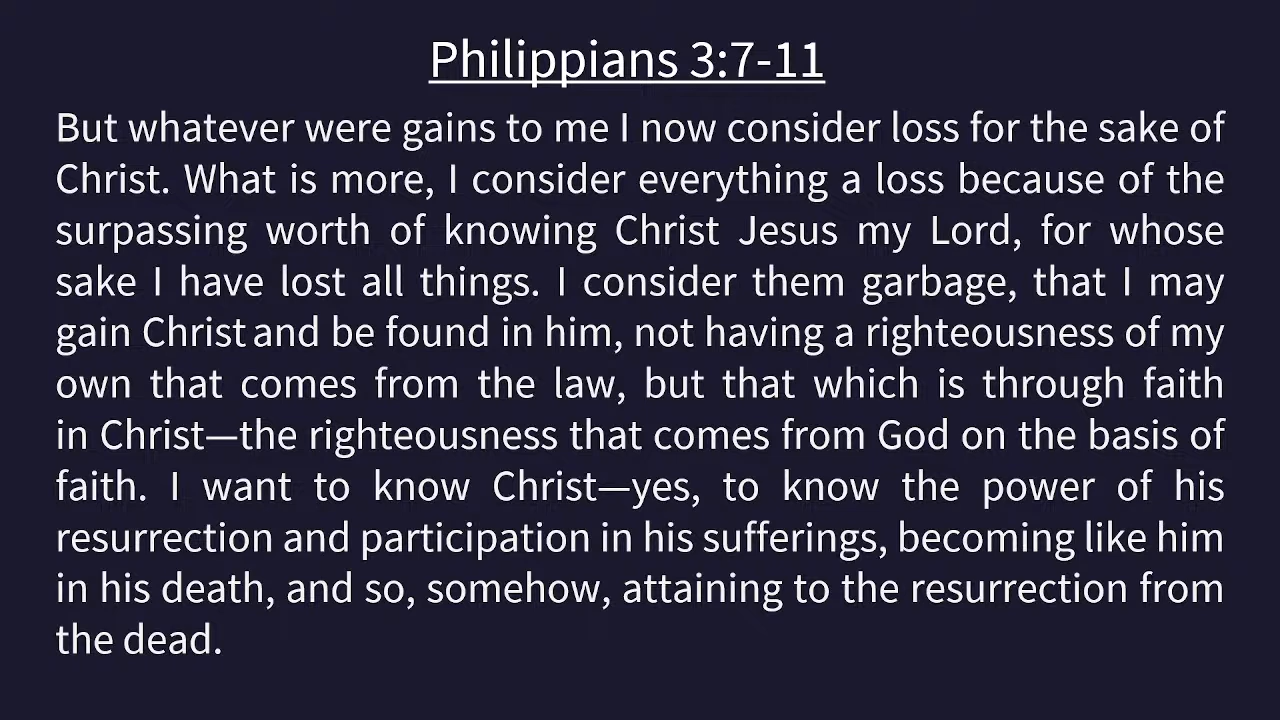 Philippians 3:7-11
But whatever were gains to me I now consider loss for the sake of
Christ. What is more, I consider everything a loss because of the
surpassing worth of knowing Christ Jesus my Lord, for whose
sake I have lost all things. I consider them garbage, that I may
gain Christ and be found in him, not having a righteousness of my
own that comes from the law, but that which is through faith
in Christ—the righteousness that comes from God on the basis of
faith. I want to know Christ—yes, to know the power of his
resurrection and participation in his sufferings, becoming like him
in his death, and so, somehow, attaining to the resurrection from
the dead.